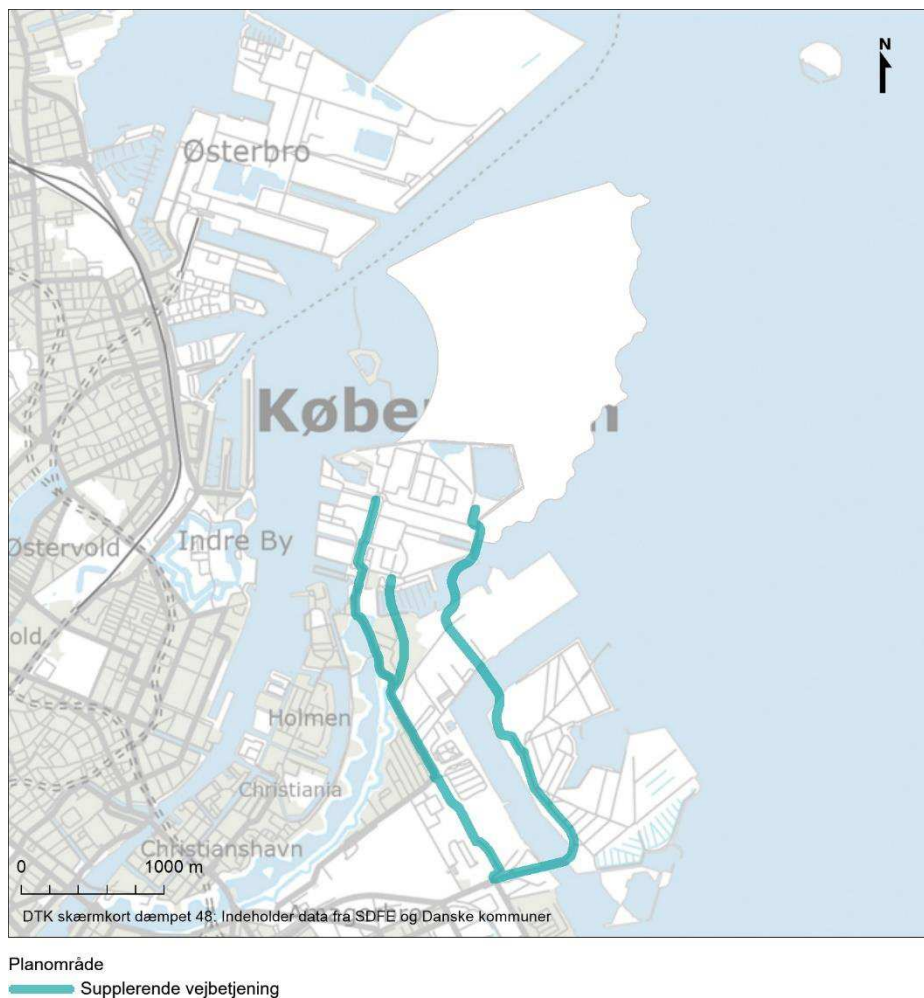 N
Østerbro
Købe n
Indre By
Østervold
old
Holmen
Christiania
Christianshavn
0 1000 m
DTK skærmkort dæmpet 48. Indeholder data fra SDFE og Danske kommuner
Planområde
Supplerende vejbetjening